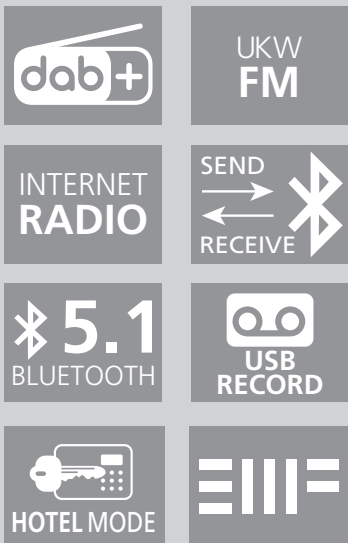 dab+
UKW
FM
INTERNET
RADIO
SEND
RECEIVE
5.1
BLUETOOTH
USB
RECORD
HOTEL MODE